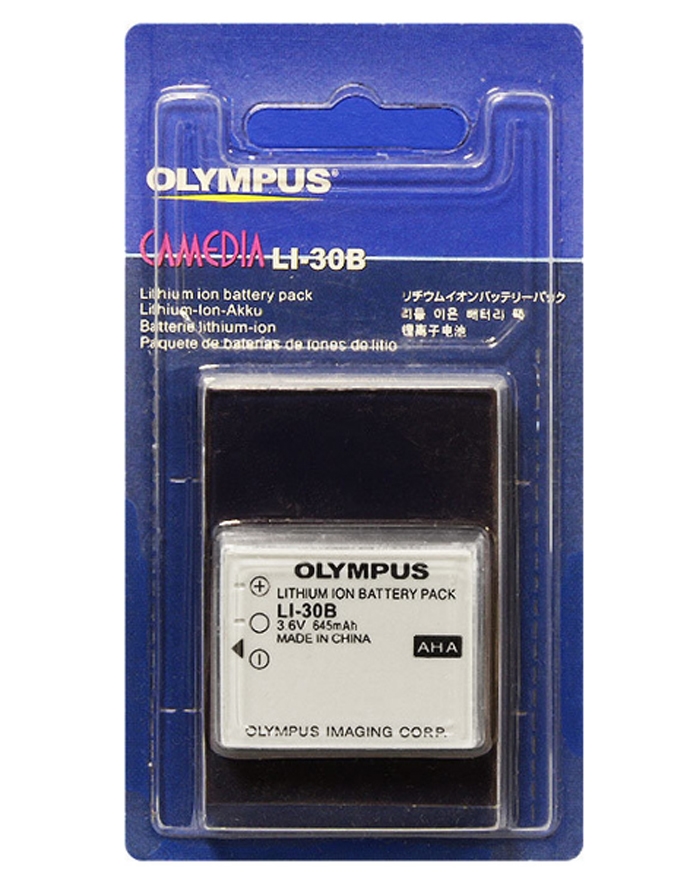 OLYMPUS®
CAMEDIA LI-30B
Lithium ion battery pack
Lithium-Ion-Akku
Batterie lithium-ion
Paquete de baterías de iones de litio
リチウムイオンバッテリーパック
리튬 이온 배터리 팩
锂离子电池
OLYMPUS
LITHIUM ION BATTERY PACK
LI-30B
3.6V 645mAh
MADE IN CHINA
AHA
OLYMPUS IMAGING CORP.